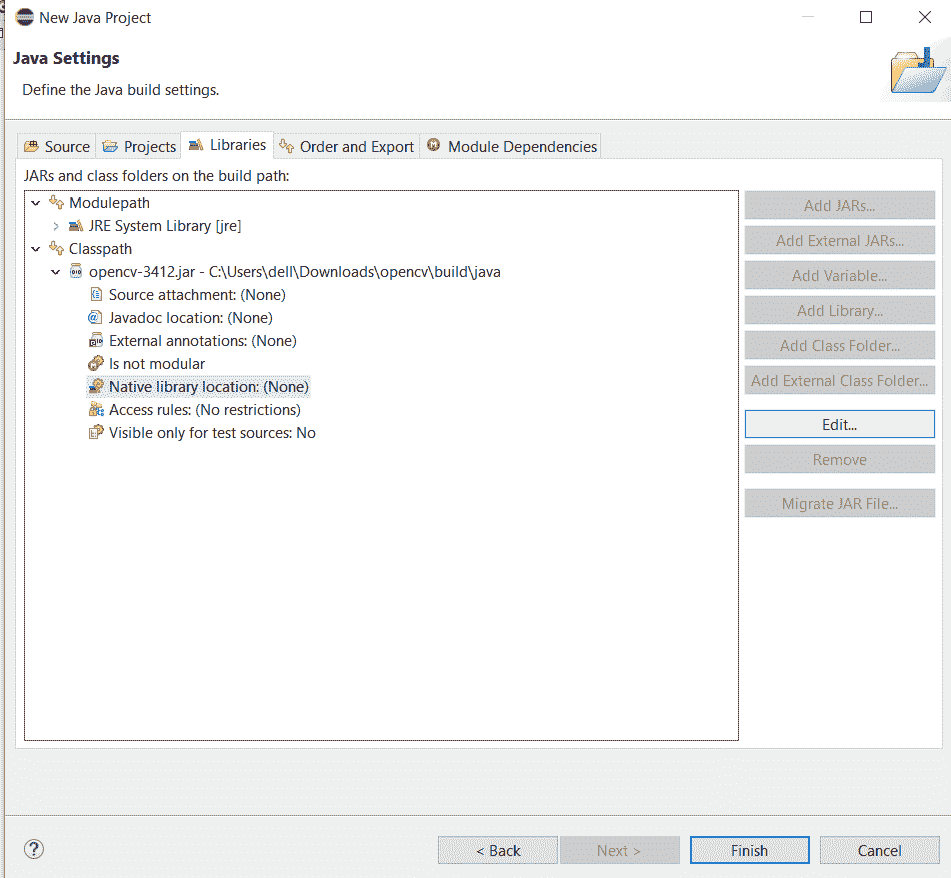 New Java Project
Java Settings
Define the Java build settings.
Source Projects Libraries Order and Export Module Dependencies
JARs and class folders on the build path:
Modulepath
JRE System Library [jre]
Classpath
opencv-3412.jar - C:\Users\dell\Downloads\opencv\build\java
Source attachment: (None)
Javadoc location: (None)
External annotations: (None)
Is not modular
Native library location: (None)
Access rules: (No restrictions)
Visible only for test sources: No
Add JARs...
Add External JARs...
Add Variable...
Add Library...
Add Class Folder...
Add External Class Folder...
Edit...
Remove
Migrate JAR File...
?
< Back Next > Finish Cancel